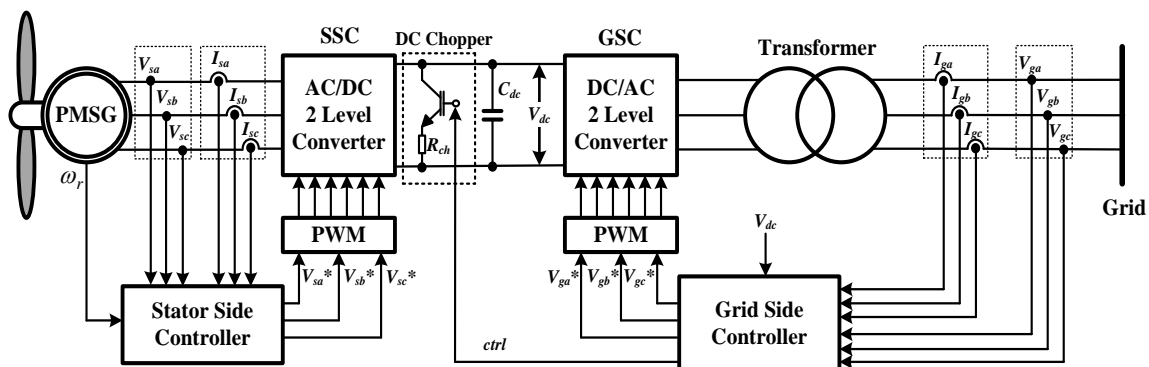 SSC
DC Chopper
GSC
Transformer
V_sa
I_sa
V_sb
I_sb
V_sc
I_sc
PMSG
ω_r
AC/DC
2 Level
Converter
R_ch
C_dc
V_dc
DC/AC
2 Level
Converter
I_ga
V_ga
I_gb
V_gb
I_gc
V_gc
Grid
PWM
PWM
V_dc
V_sa*
V_sb*
V_sc*
V_ga*
V_gb*
V_gc*
Stator Side
Controller
ctrl
Grid Side
Controller